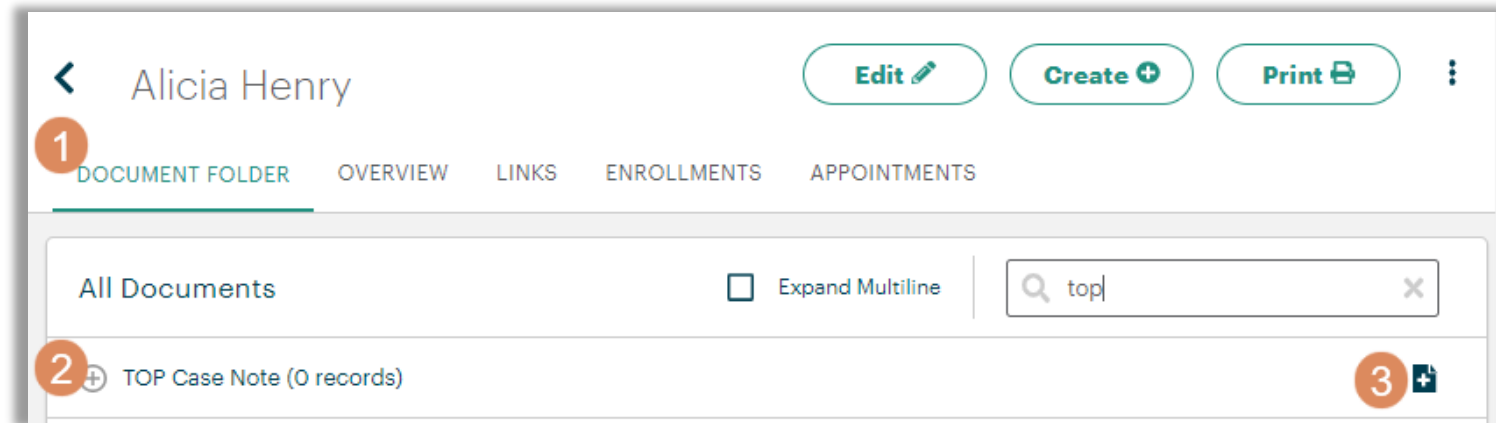 Alicia Henry
Edit
Create
Print
1
DOCUMENT FOLDER OVERVIEW LINKS ENROLLMENTS APPOINTMENTS
All Documents Expand Multiline top
2 TOP Case Note (0 records) 3